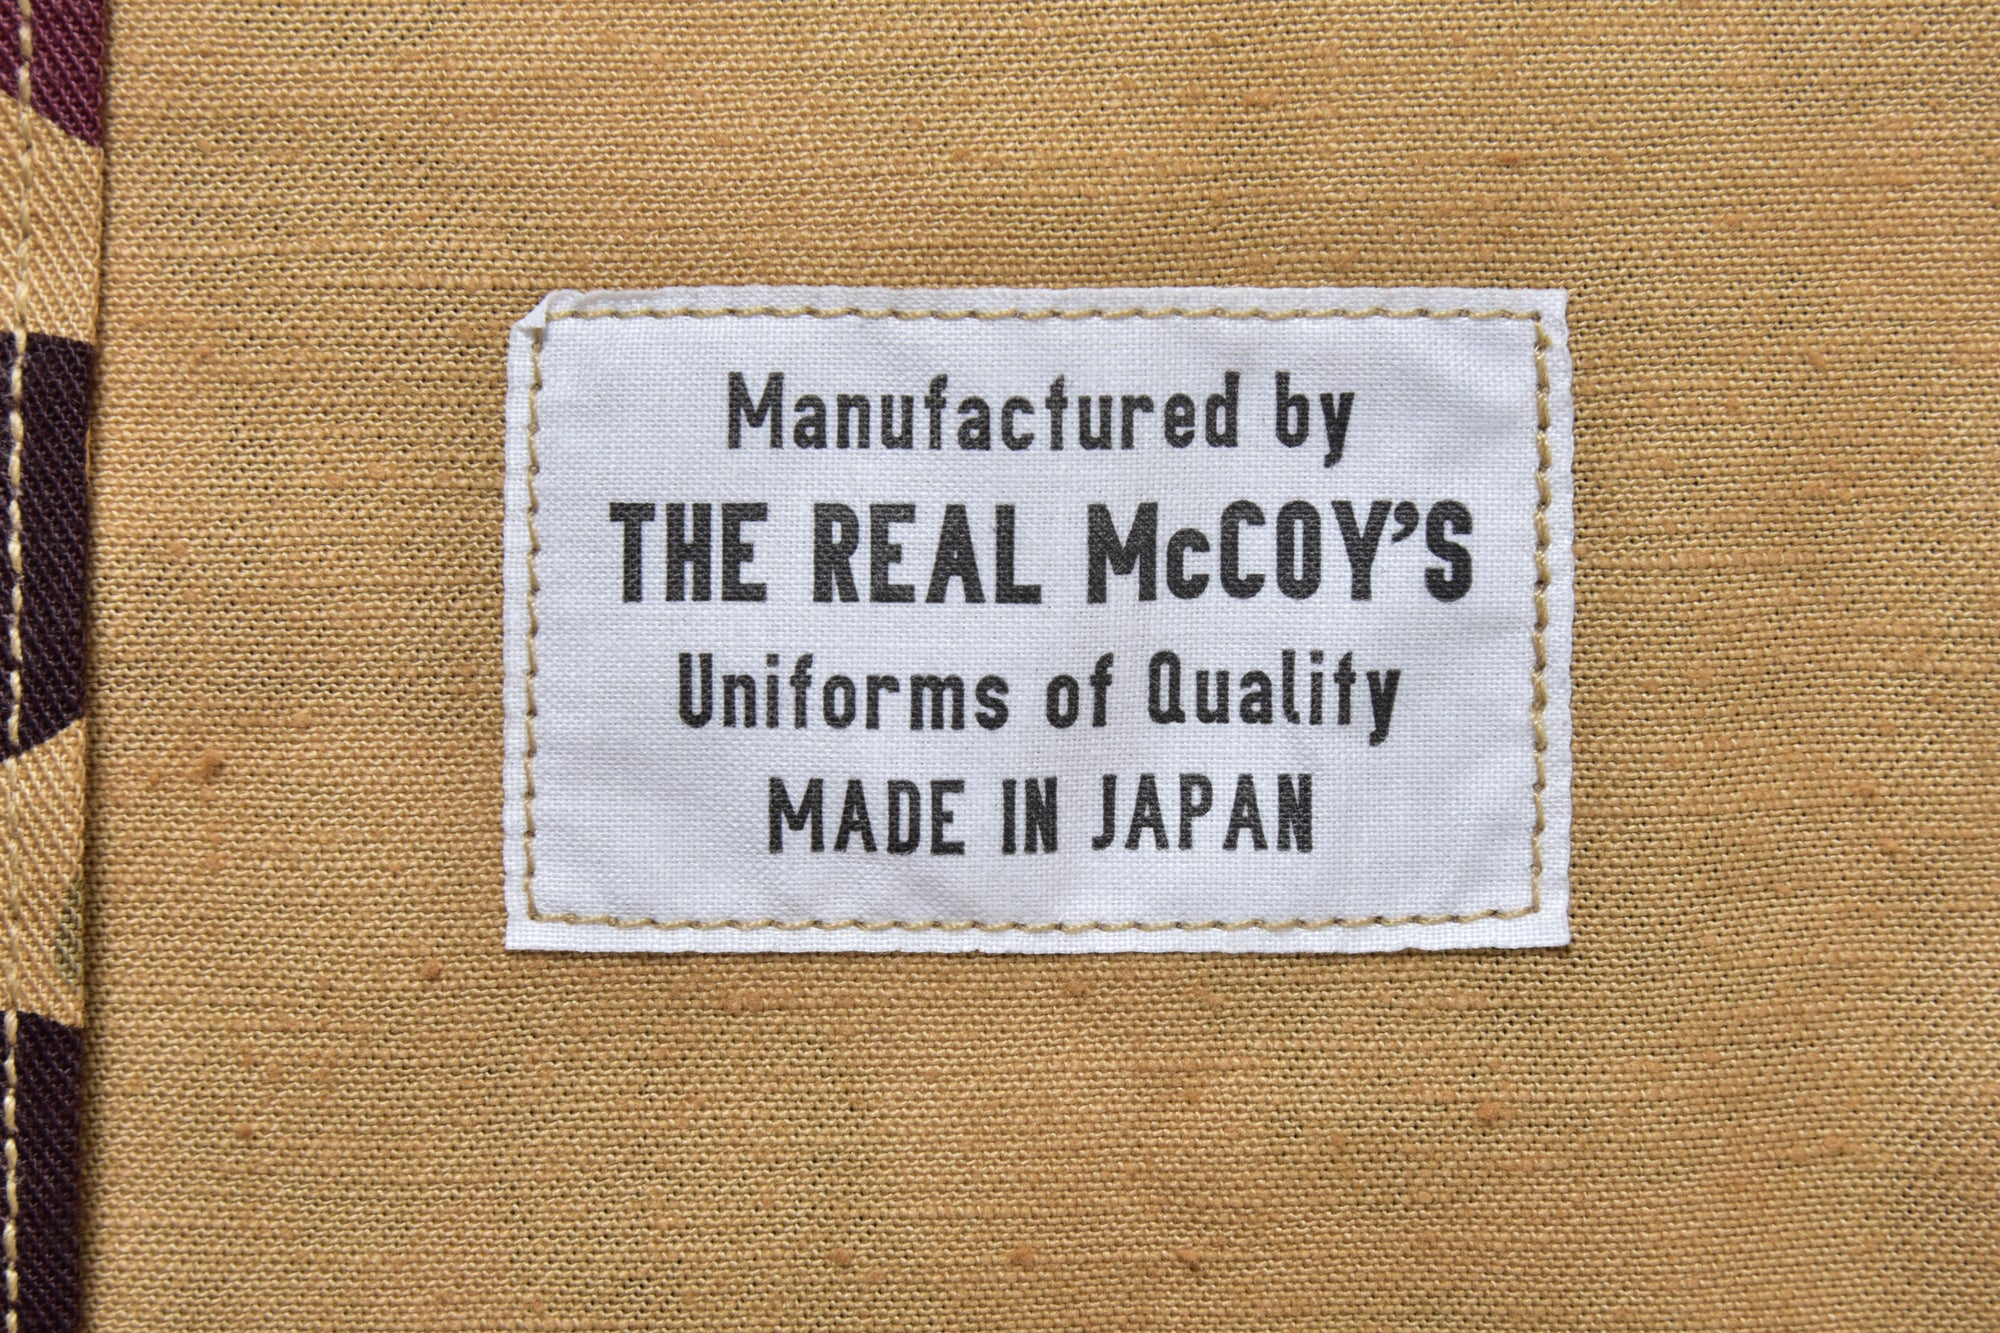 Manufactured by
THE REAL McCOY'S
Uniforms of Quality
MADE IN JAPAN